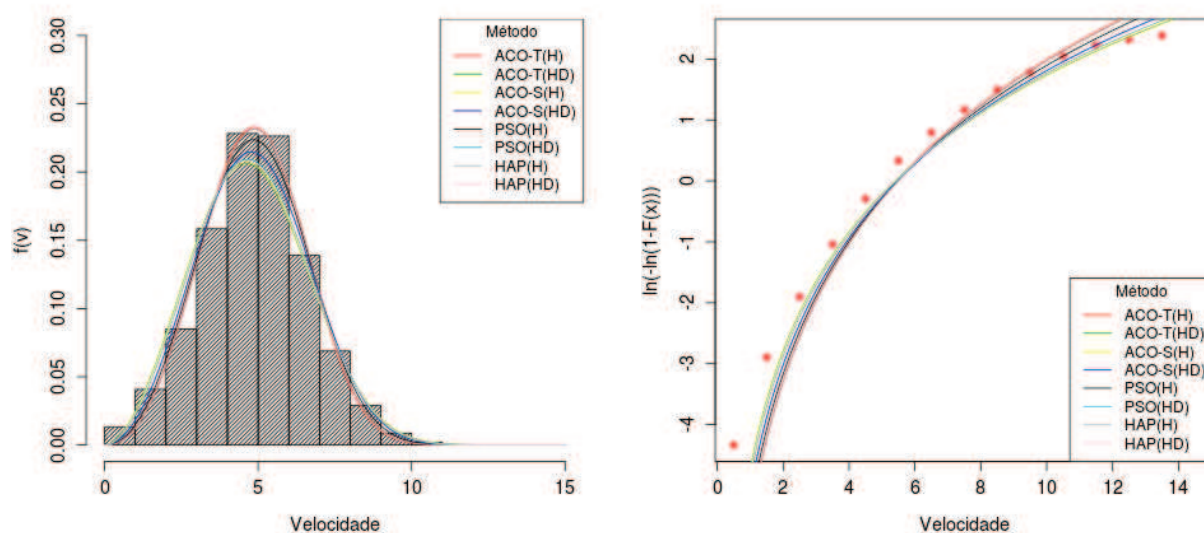 f(v)
0.30
0.25
0.20
0.15
0.10
0.05
0.00
0
5
10
15
Velocidade
Método
ACO-T(H)
ACO-T(HD)
ACO-S(H)
ACO-S(HD)
PSO(H)
PSO(HD)
HAP(H)
HAP(HD)
ln(-ln(1-F(x)))
2
1
0
-1
-2
-3
-4
0
2
4
6
8
10
12
14
Velocidade
Método
ACO-T(H)
ACO-T(HD)
ACO-S(H)
ACO-S(HD)
PSO(H)
PSO(HD)
HAP(H)
HAP(HD)